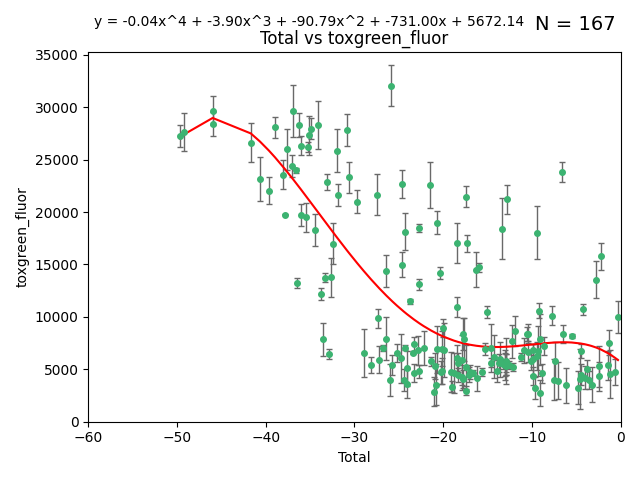 y = -0.04x^4 + -3.90x^3 + -90.79x^2 + -731.00x + 5672.14 N = 167
Total vs toxgreen_fluor
35000
30000
25000
20000
15000
10000
5000
0
toxgreen_fluor
−60 −50 −40 −30 −20 −10 0
Total